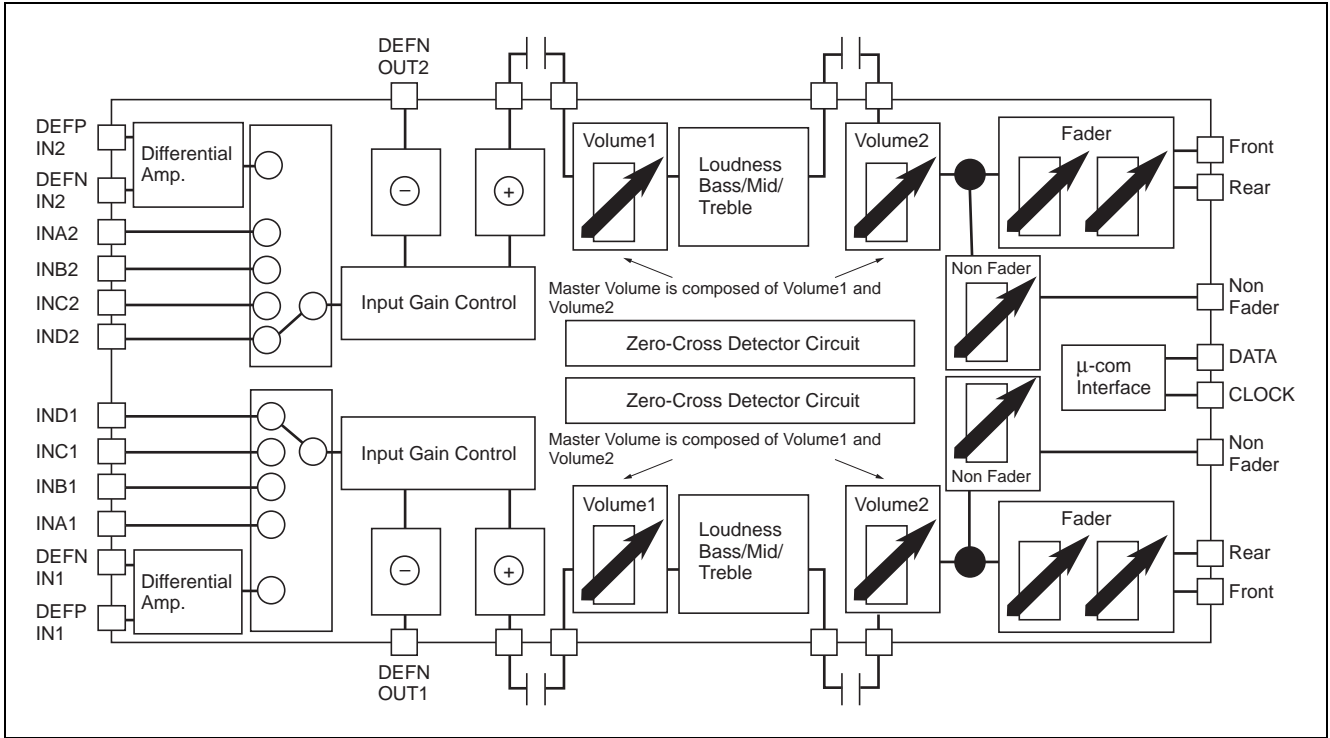 DEFN
OUT2
DEFP
IN2
Differential
Amp.
DEFN
IN2
INA2
INB2
INC2
IND2
−
+
Input Gain Control
Volume1
Loudness
Bass/Mid/
Treble
Volume2
Fader
Front
Rear
Master Volume is composed of Volume1 and
Volume2
Non Fader
Non
Fader
Zero-Cross Detector Circuit
Zero-Cross Detector Circuit
μ-com
Interface
DATA
CLOCK
IND1
INC1
INB1
INA1
DEFN
IN1
DEFP
IN1
Differential
Amp.
Input Gain Control
−
+
Master Volume is composed of Volume1 and
Volume2
Volume1
Loudness
Bass/Mid/
Treble
Volume2
Non Fader
Non
Fader
Fader
Rear
Front
DEFN
OUT1